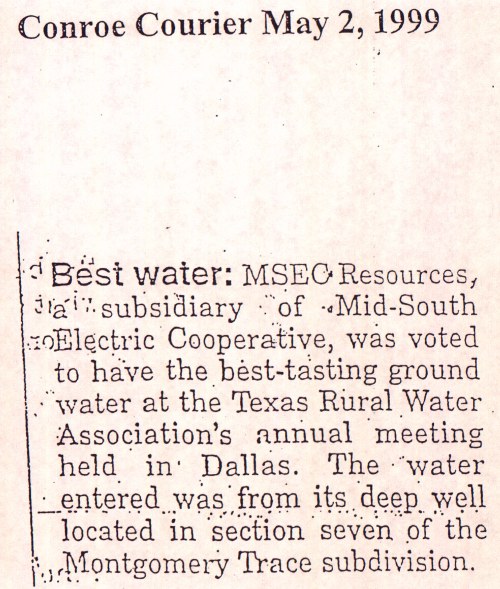 Conroe Courier May 2, 1999
Best water: MSEC Resources,
a subsidiary of Mid-South
Electric Cooperative, was voted
to have the best-tasting ground
water at the Texas Rural Water
Association's annual meeting
held in Dallas. The water
entered was from its deep well
located in section seven of the
Montgomery Trace subdivision.